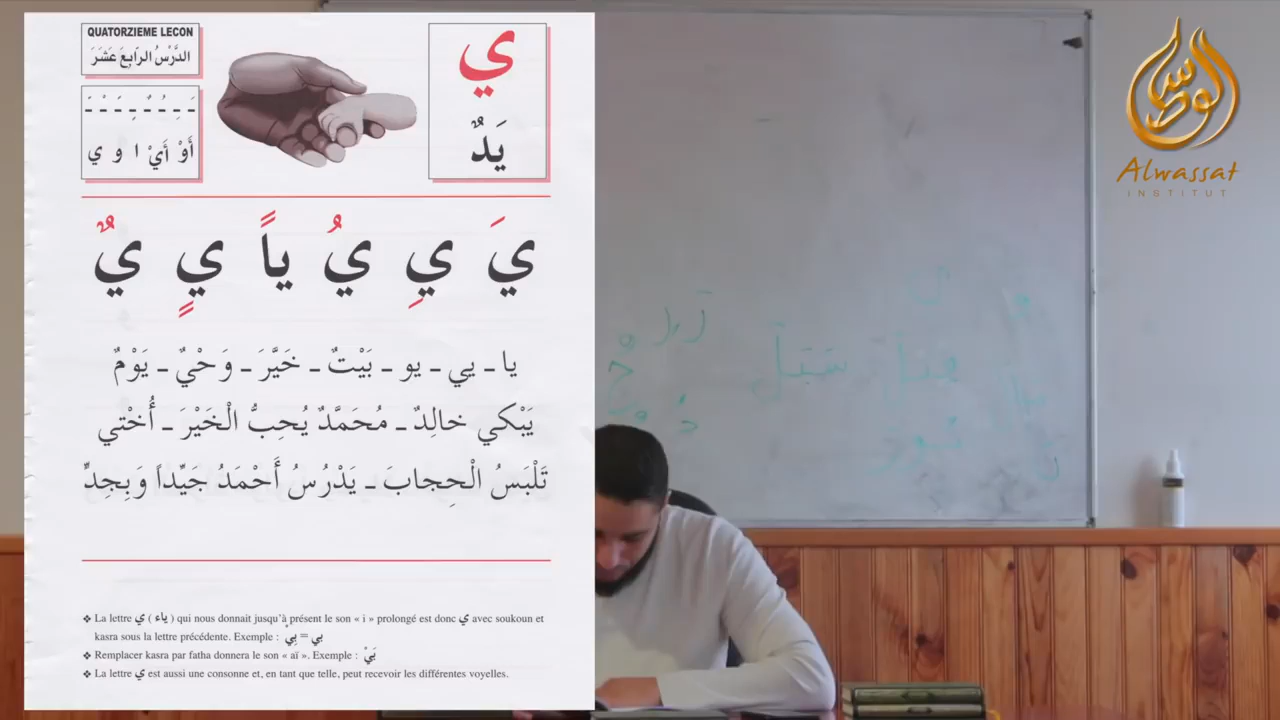 QUATORZIEME LECON
الدَّرْسُ الرَّابِعَ عَشَرَ
ـَ ـِ ـُ ـٌ ـٍ ـَ ـْ ـَ
أَوْ أَيْ ا و ي
ي
يَدٌ
يَ يِ يُ ياً يٍ يٌ
يا ـ يي ـ يو ـ بَيْتٌ ـ خَيَّرَ ـ وَحْيٌ ـ يَوْمٌ
يَبْكي خالِدٌ ـ مُحَمَّدٌ يُحِبُّ الْخَيْرَ ـ أُخْتي
تَلْبَسُ الْحِجابَ ـ يَدْرُسُ أَحْمَدُ جَيِّداً وَبِجِدٍّ
❖ La lettre ي ( ياء ) qui nous donnait jusqu'à présent le son « i » prolongé est donc ي avec soukoun et
kasra sous la lettre précédente. Exemple : بي = بِيْ
❖ Remplacer kasra par fatha donnera le son « aï ». Exemple : بَيْ
❖ La lettre ي est aussi une consonne et, en tant que telle, peut recevoir les différentes voyelles.
الوسط
Alwassat
INSTITUT